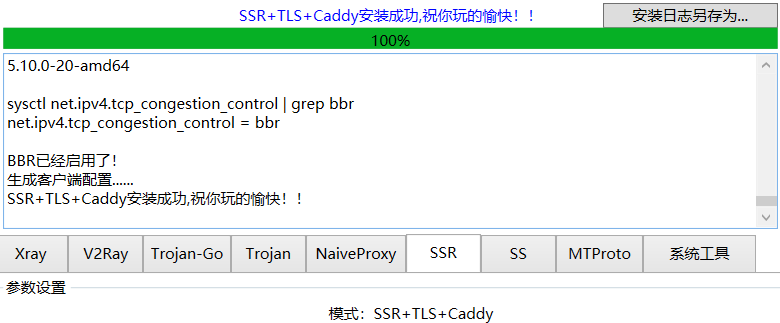 SSR+TLS+Caddy安装成功,祝你玩的愉快！！
安装日志另存为...
100%
5.10.0-20-amd64
sysctl net.ipv4.tcp_congestion_control | grep bbr
net.ipv4.tcp_congestion_control = bbr
BBR已经启用了！
生成客户端配置......
SSR+TLS+Caddy安装成功,祝你玩的愉快！！
Xray V2Ray Trojan-Go Trojan NaiveProxy SSR SS MTProto 系统工具
参数设置
模式：SSR+TLS+Caddy